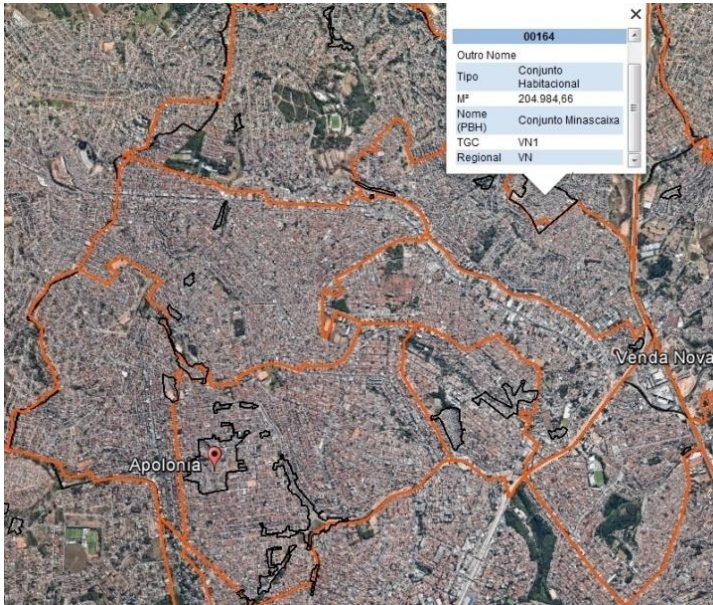 ×
00164
Outro Nome
Tipo Conjunto Habitacional
M² 204.984,66
Nome (PBH) Conjunto Minascaixa
TGC VN1
Regional VN
Venda Nova
Apolonia